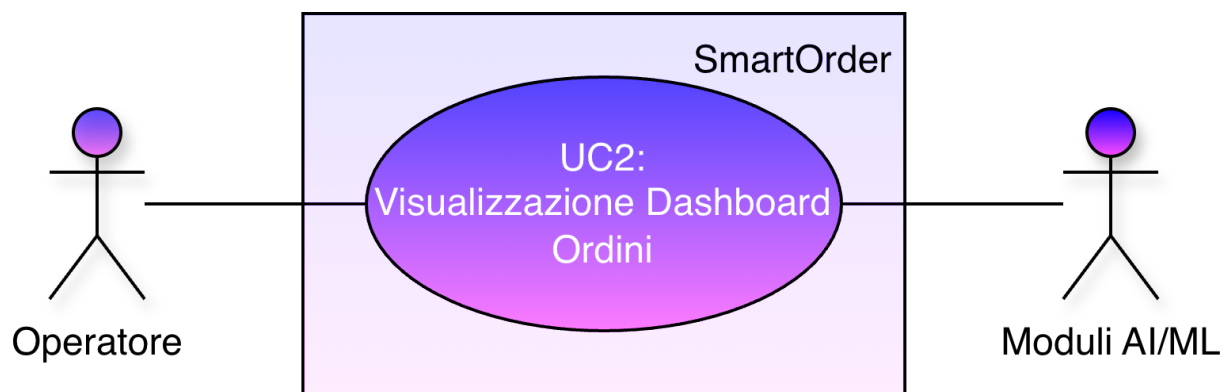 SmartOrder
UC2:
Visualizzazione Dashboard
Ordini
Operatore
Moduli AI/ML